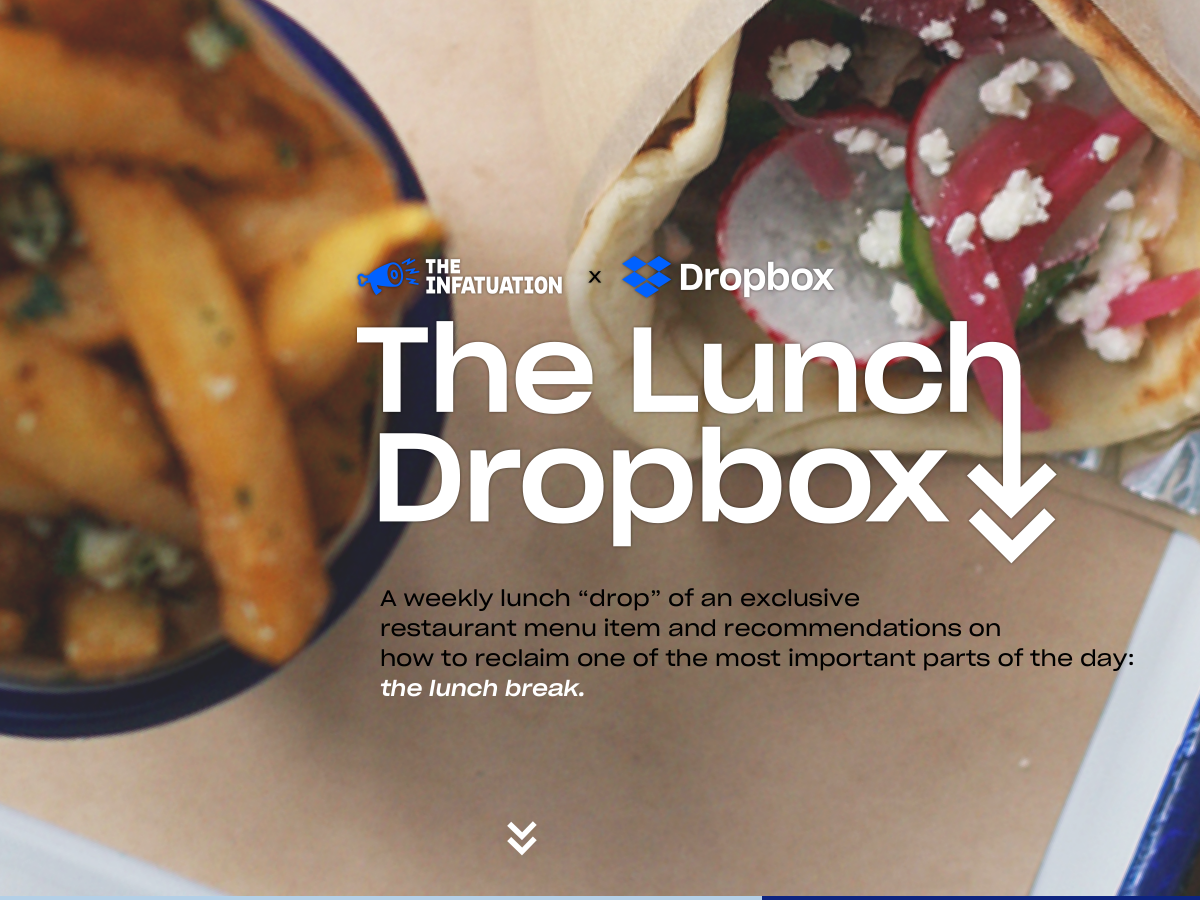 THE
INFATUATION
x
Dropbox
The Lunch
Dropbox
A weekly lunch “drop” of an exclusive
restaurant menu item and recommendations on
how to reclaim one of the most important parts of the day:
the lunch break.